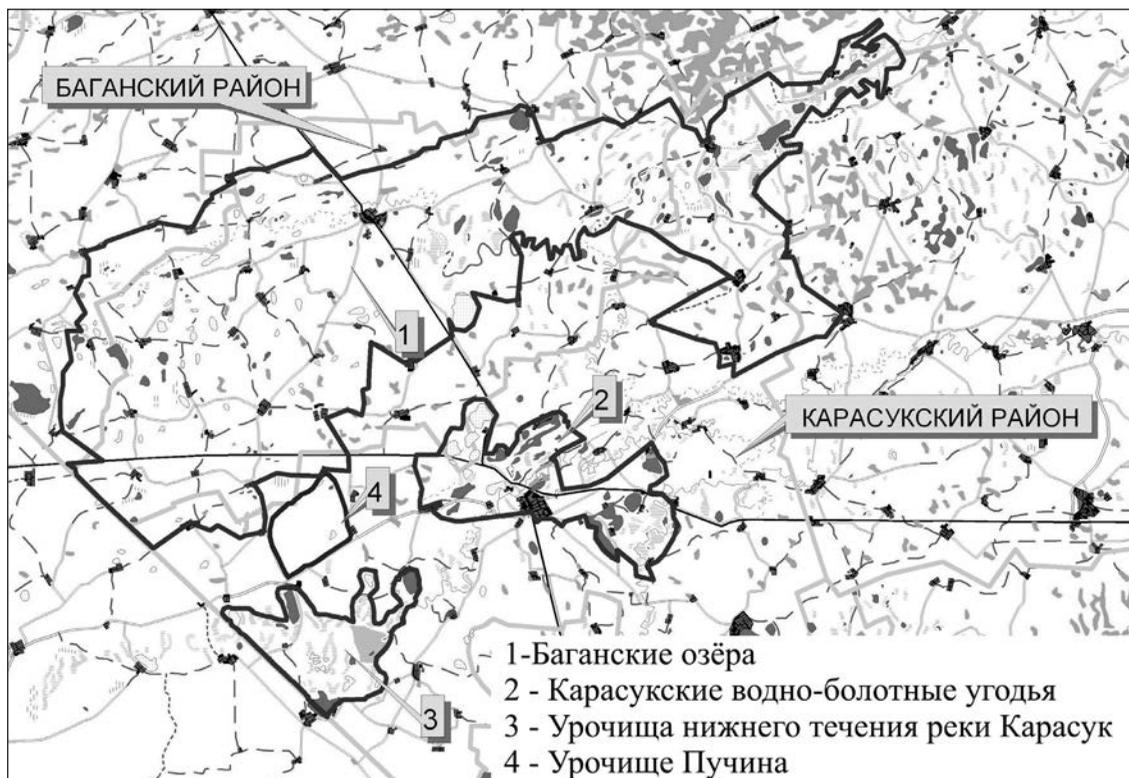 БАГАНСКИЙ РАЙОН
1
2
КАРАСУКСКИЙ РАЙОН
4
3
1-Баганские озёра
2 - Карасукские водно-болотные угодья
3 - Урочища нижнего течения реки Карасук
4 - Урочище Пучина